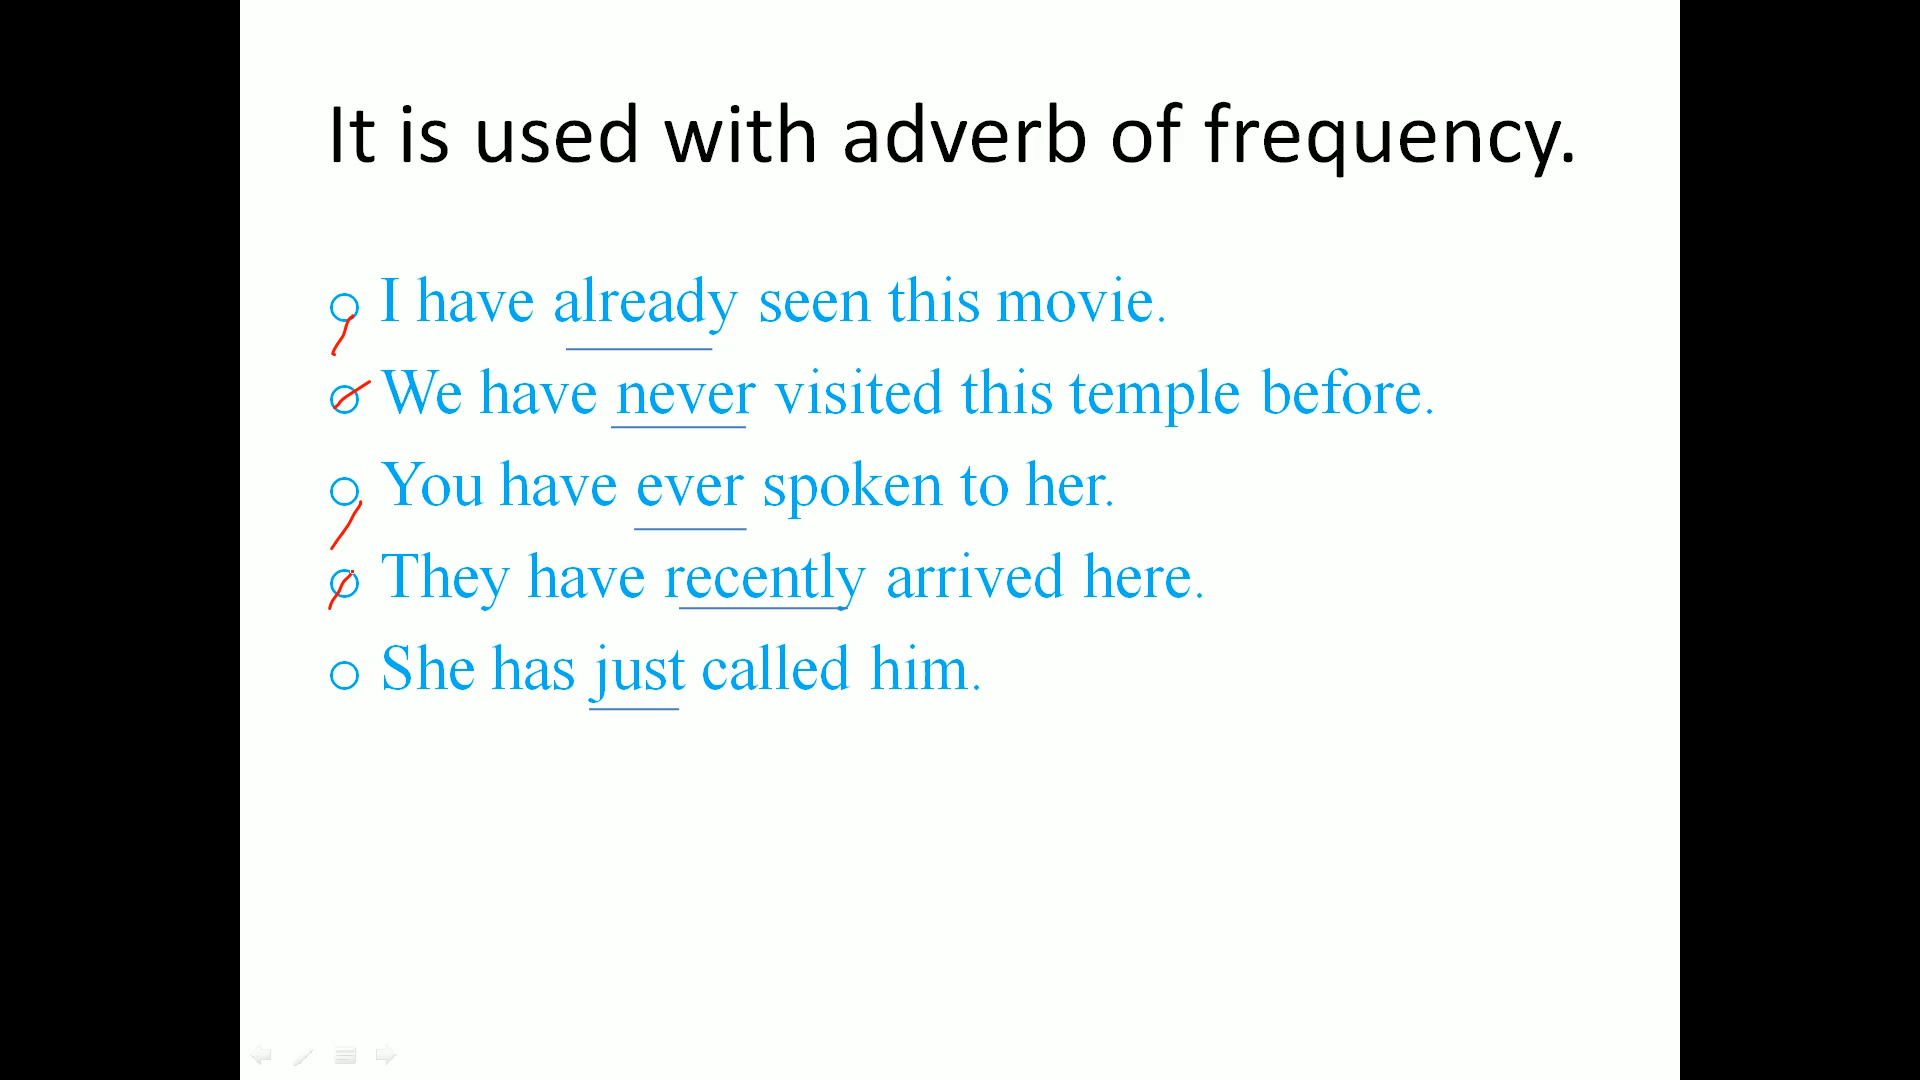 It is used with adverb of frequency.
I have already seen this movie.
We have never visited this temple before.
You have ever spoken to her.
They have recently arrived here.
She has just called him.